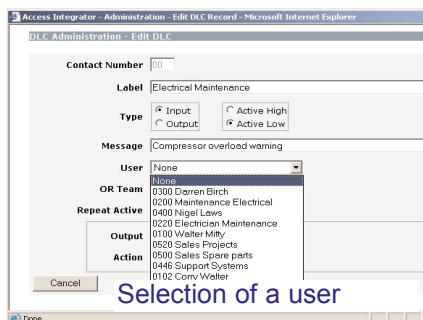 Access Integrator - Administration - Edit DLC Record - Microsoft Internet Explorer
DLC Administration - Edit DLC
Contact Number 00
Label Electrical Maintenance
Type Input Active High
Output Active Low
Message Compressor overload warning
User None
None
OR Team 0300 Darren Birch
0200 Maintenance Electrical
Repeat Active 0400 Nigel Laws
0220 Electrician Maintenance
Output 0100 Walter Mitty
0520 Sales Projects
Action 0500 Sales Spare parts
0446 Support Systems
Cancel 0102 Corry Walter
Selection of a user
Done